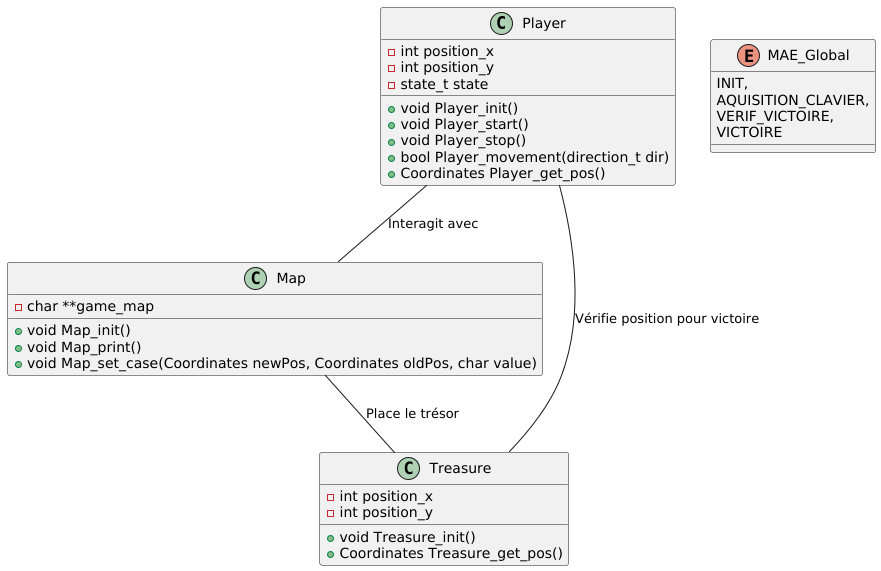 C Player
int position_x
int position_y
state_t state
void Player_init()
void Player_start()
void Player_stop()
bool Player_movement(direction_t dir)
Coordinates Player_get_pos()
E MAE_Global
INIT,
AQUISITION_CLAVIER,
VERIF_VICTOIRE,
VICTOIRE
Interagit avec
C Map
char **game_map
void Map_init()
void Map_print()
void Map_set_case(Coordinates newPos, Coordinates oldPos, char value)
Vérifie position pour victoire
Place le trésor
C Treasure
int position_x
int position_y
void Treasure_init()
Coordinates Treasure_get_pos()